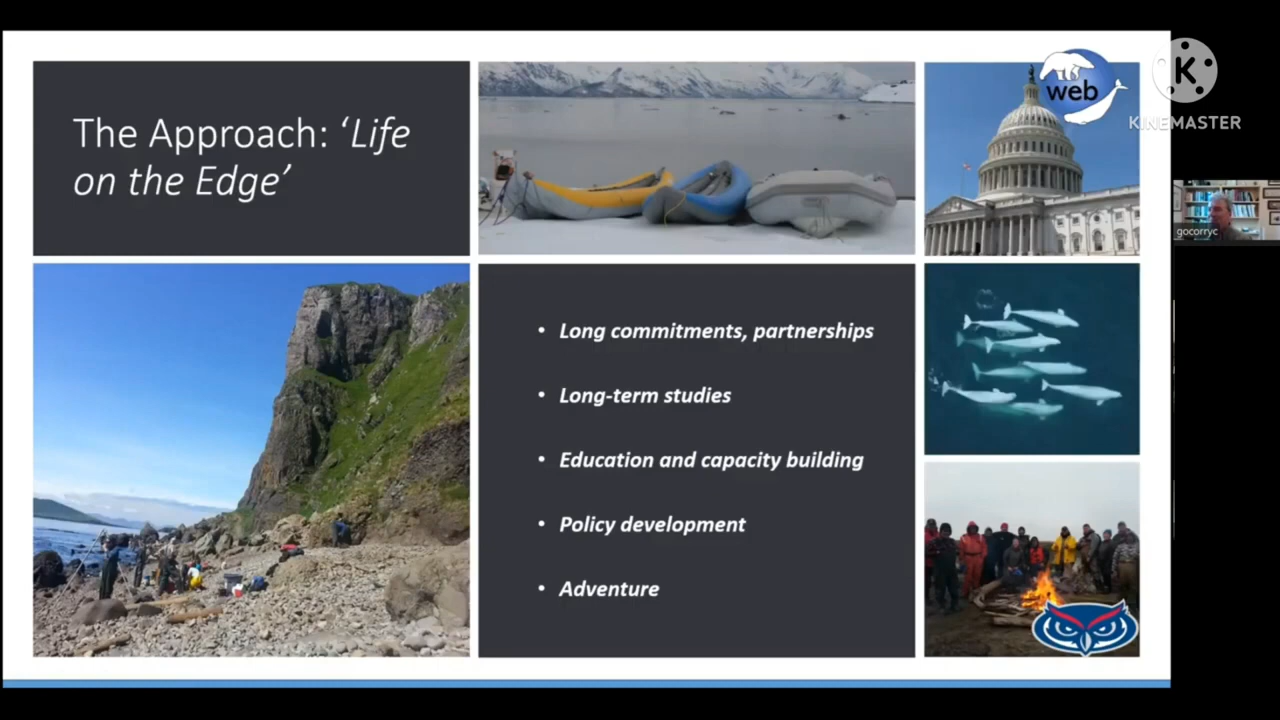 The Approach: ‘Life
on the Edge’
web
K
KINEMASTER
gocorryc
• Long commitments, partnerships
• Long-term studies
• Education and capacity building
• Policy development
• Adventure